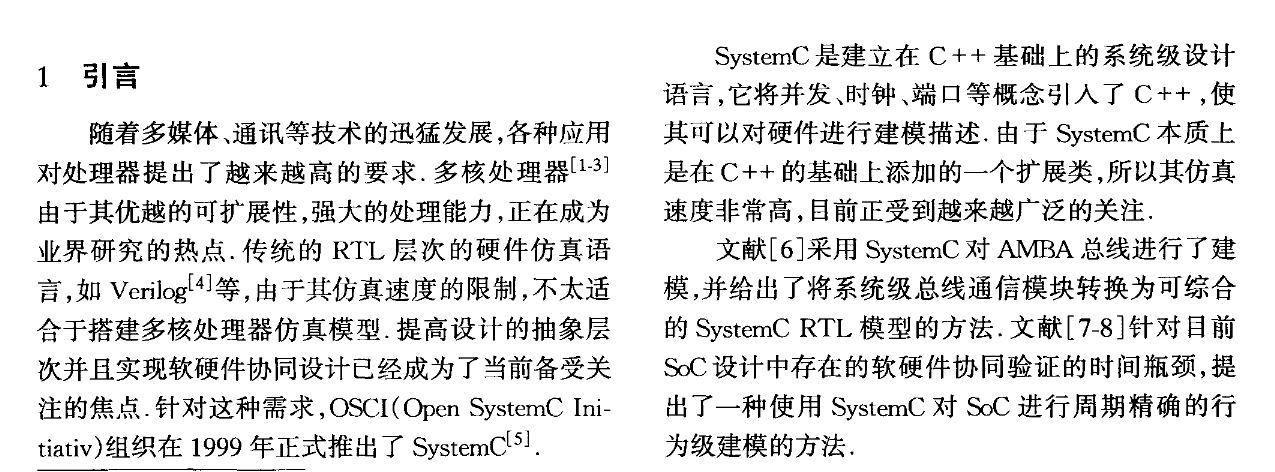 1 引言
随着多媒体、通讯等技术的迅猛发展,各种应用
对处理器提出了越来越高的要求.多核处理器[1-3]
由于其优越的可扩展性,强大的处理能力,正在成为
业界研究的热点.传统的 RTL 层次的硬件仿真语
言,如 Verilog[4]等,由于其仿真速度的限制,不太适
合于搭建多核处理器仿真模型.提高设计的抽象层
次并且实现软硬件协同设计已经成为了当前备受关
注的焦点.针对这种需求,OSCI(Open SystemC Ini-
tiativ)组织在 1999 年正式推出了 SystemC[5].
SystemC 是建立在 C++ 基础上的系统级设计
语言,它将并发、时钟、端口等概念引入了 C++,使
其可以对硬件进行建模描述.由于 SystemC 本质上
是在 C++ 的基础上添加的一个扩展类,所以其仿真
速度非常高,目前正受到越来越广泛的关注.
文献[6]采用 SystemC 对 AMBA 总线进行了建
模,并给出了将系统级总线通信模块转换为可综合
的 SystemC RTL 模型的方法.文献[7-8]针对目前
SoC 设计中存在的软硬件协同验证的时间瓶颈,提
出了一种使用 SystemC 对 SoC 进行周期精确的行
为级建模的方法.